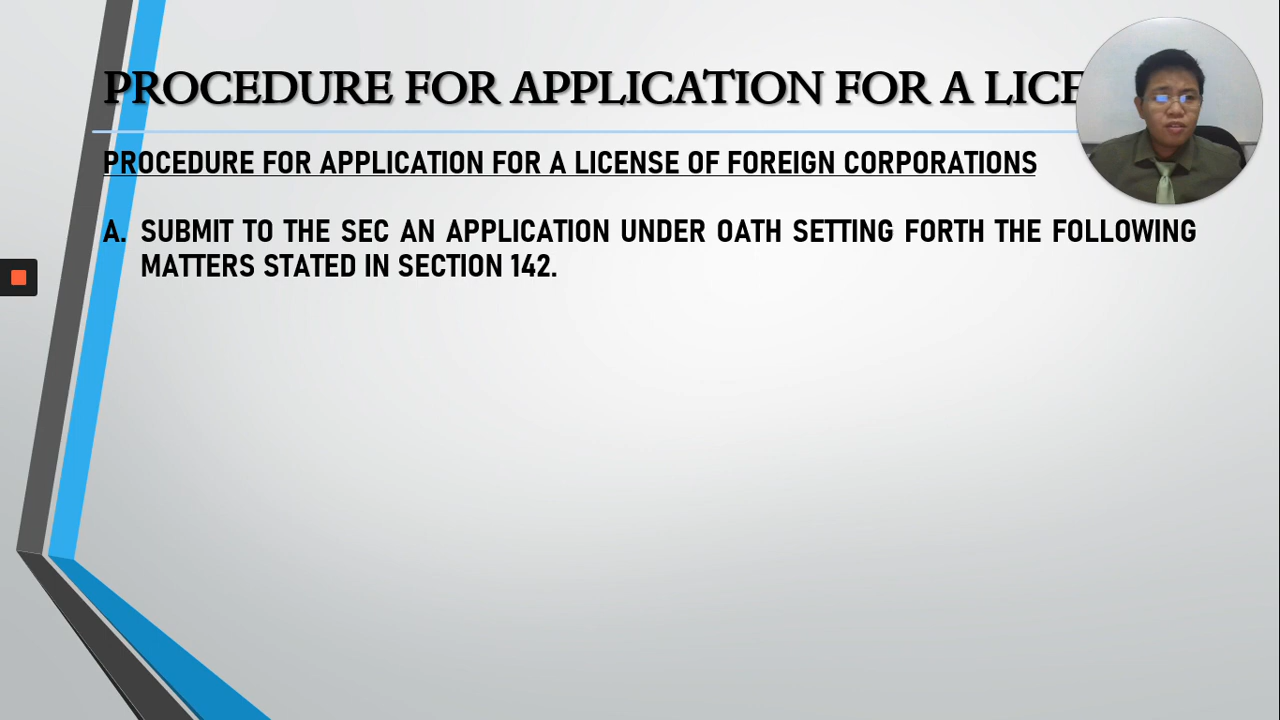 PROCEDURE FOR APPLICATION FOR A LICE
PROCEDURE FOR APPLICATION FOR A LICENSE OF FOREIGN CORPORATIONS
A. SUBMIT TO THE SEC AN APPLICATION UNDER OATH SETTING FORTH THE FOLLOWING
MATTERS STATED IN SECTION 142.